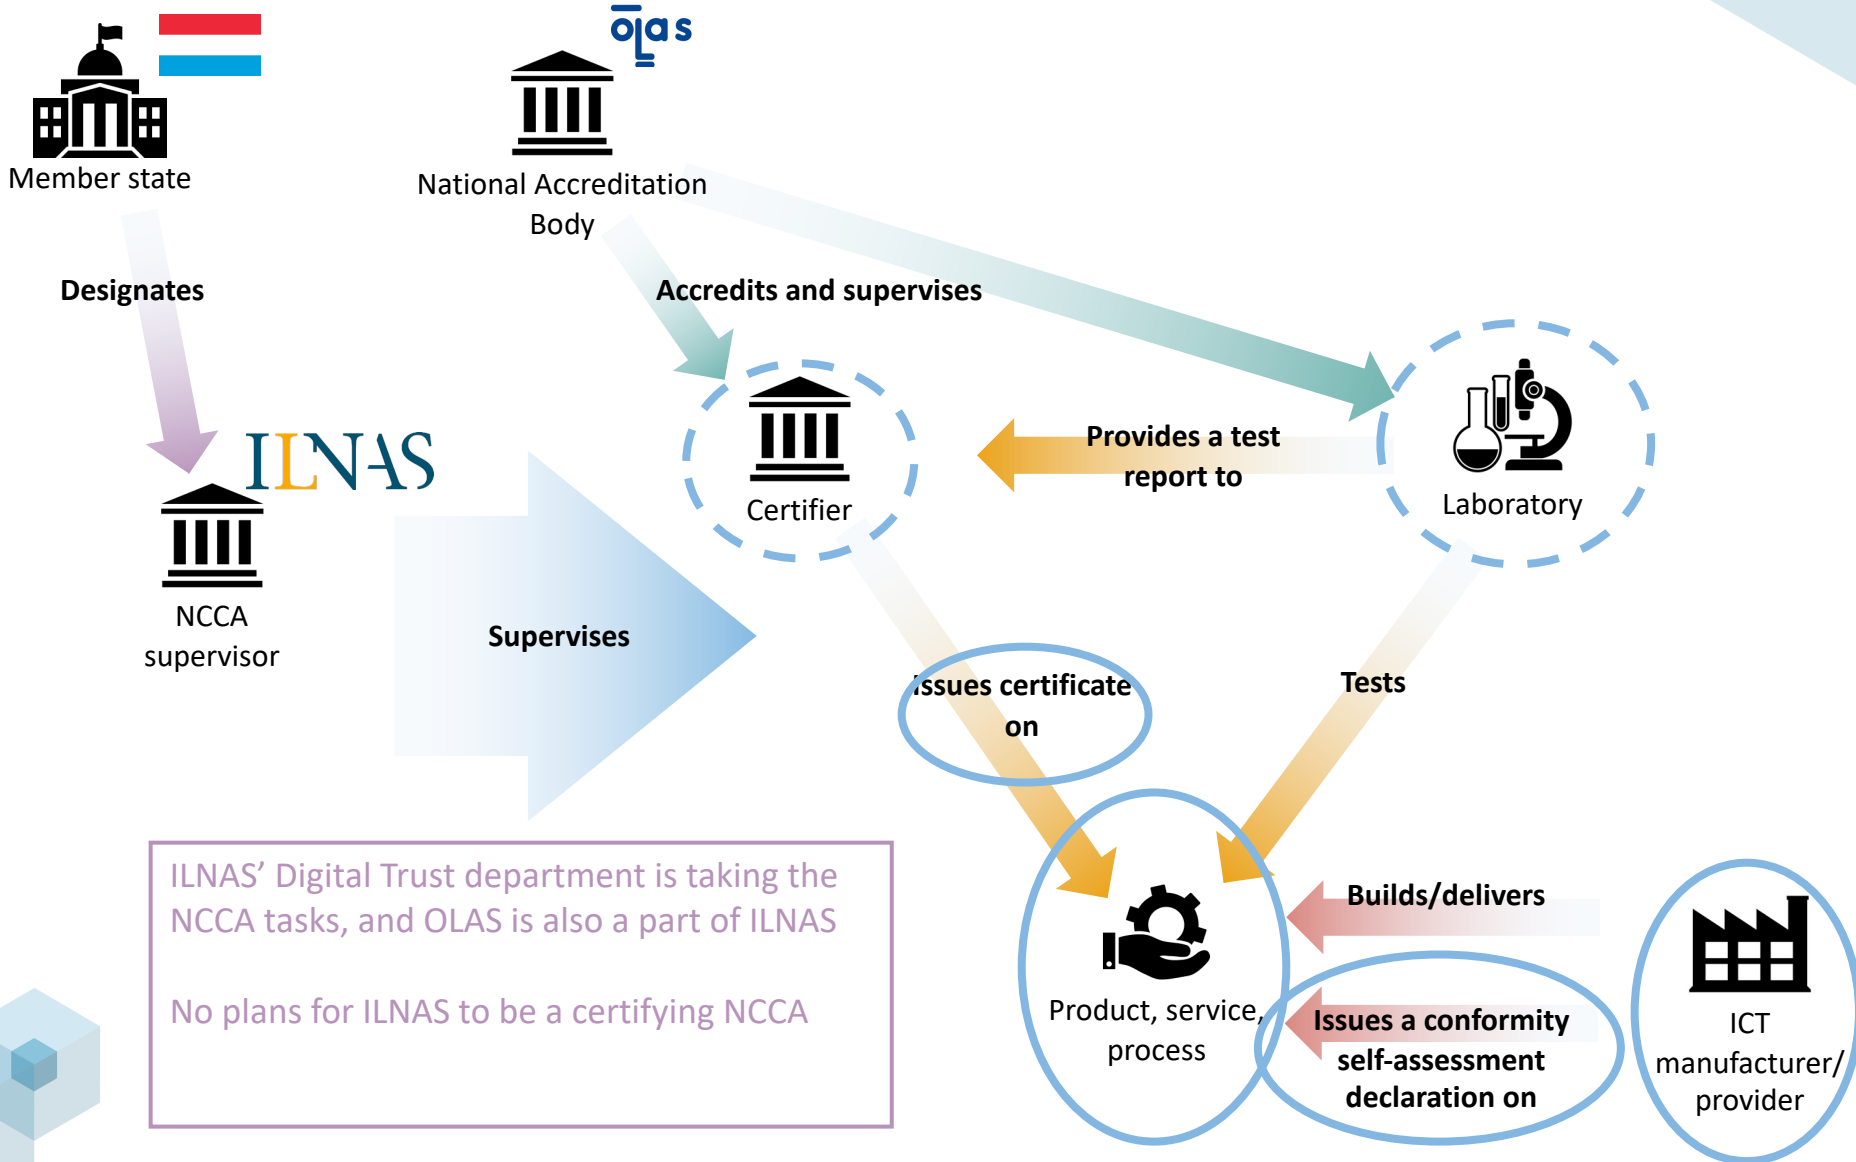 olas
Member state
National Accreditation
Body
Designates
Accredits and supervises
ILNAS
Provides a test
report to
Certifier
Laboratory
NCCA
supervisor
Supervises
Issues certificate
on
Tests
ILNAS’ Digital Trust department is taking the
NCCA tasks, and OLAS is also a part of ILNAS
No plans for ILNAS to be a certifying NCCA
Builds/delivers
Product, service,
process
Issues a conformity
self-assessment
declaration on
ICT
manufacturer/
provider